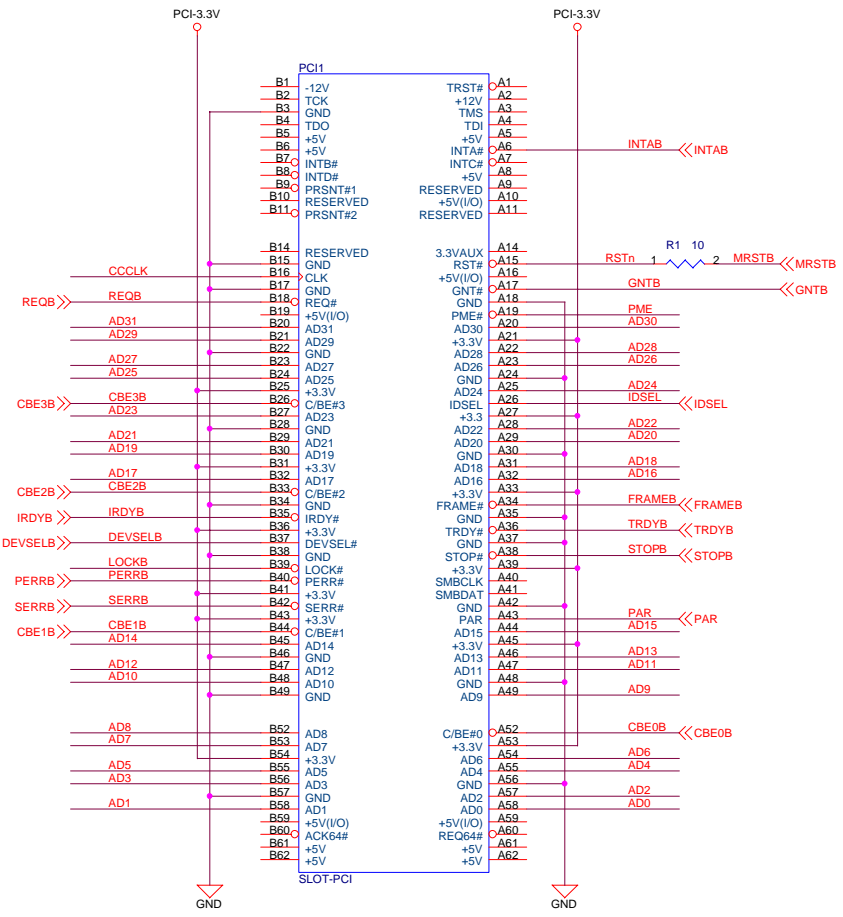 PCI-3.3V PCI-3.3V
PCI1
B1 -12V TRST# A1
B2 TCK +12V A2
B3 GND TMS A3
B4 TDO TDI A4
B5 +5V +5V A5
B6 +5V INTA# A6 INTAB INTAB
B7 INTB# INTC# A7
B8 INTD# +5V A8
B9 PRSNT#1 RESERVED A9
B10 RESERVED +5V(I/O) A10
B11 PRSNT#2 RESERVED A11
B14 RESERVED 3.3VAUX A14 R1 10
B15 GND RST# A15 RSTn 1 2 MRSTB MRSTB
CCCLK B16 CLK +5V(I/O) A16
B17 GND GNT# A17 GNTB GNTB
REQB REQB B18 REQ# GND A18
B19 +5V(I/O) PME# A19 PME
AD31 B20 AD31 AD30 A20 AD30
AD29 B21 AD29 +3.3V A21
B22 GND AD28 A22 AD28
AD27 B23 AD27 AD26 A23 AD26
AD25 B24 AD25 GND A24
B25 +3.3V AD24 A25 AD24
CBE3B CBE3B B26 C/BE#3 IDSEL A26 IDSEL IDSEL
AD23 B27 AD23 +3.3 A27
B28 GND AD22 A28 AD22
AD21 B29 AD21 AD20 A29 AD20
AD19 B30 AD19 GND A30
B31 +3.3V AD18 A31 AD18
AD17 B32 AD17 AD16 A32 AD16
CBE2B CBE2B B33 C/BE#2 +3.3V A33
B34 GND FRAME# A34 FRAMEB FRAMEB
IRDYB IRDYB B35 IRDY# GND A35
B36 +3.3V TRDY# A36 TRDYB TRDYB
DEVSELB DEVSELB B37 DEVSEL# GND A37
B38 GND STOP# A38 STOPB STOPB
LOCKB B39 LOCK# +3.3V A39
PERRB PERRB B40 PERR# SMBCLK A40
B41 +3.3V SMBDAT A41
SERRB SERRB B42 SERR# GND A42
B43 +3.3V PAR A43 PAR PAR
CBE1B CBE1B B44 C/BE#1 AD15 A44 AD15
AD14 B45 AD14 +3.3V A45
B46 GND AD13 A46 AD13
AD12 B47 AD12 AD11 A47 AD11
AD10 B48 AD10 GND A48
B49 GND AD9 A49 AD9
AD8 B52 AD8 C/BE#0 A52 CBE0B CBE0B
AD7 B53 AD7 +3.3V A53
B54 +3.3V AD6 A54 AD6
AD5 B55 AD5 AD4 A55 AD4
AD3 B56 AD3 GND A56
B57 GND AD2 A57 AD2
AD1 B58 AD1 AD0 A58 AD0
B59 +5V(I/O) +5V(I/O) A59
B60 ACK64# REQ64# A60
B61 +5V +5V A61
B62 +5V +5V A62
SLOT-PCI
GND GND